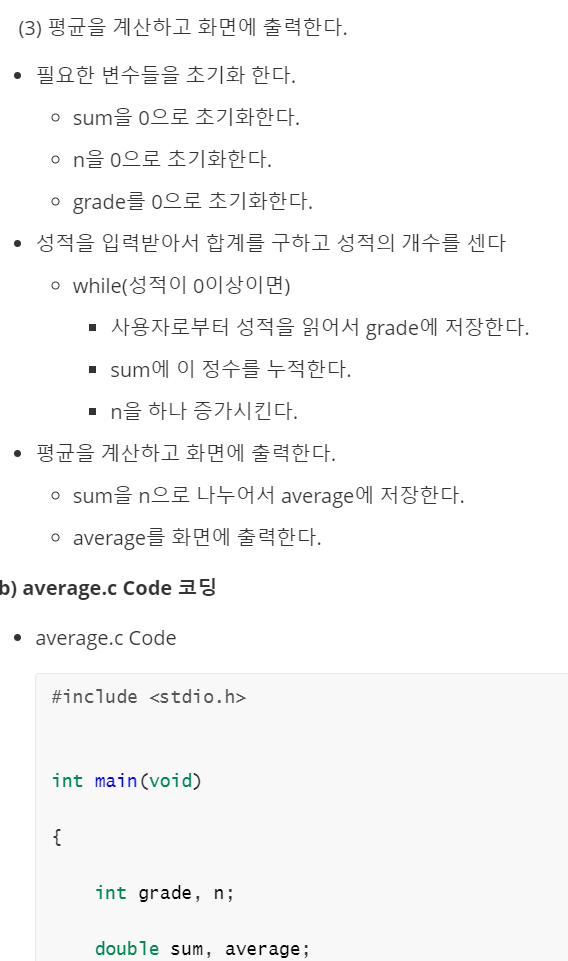 (3) 평균을 계산하고 화면에 출력한다.
필요한 변수들을 초기화 한다.
sum을 0으로 초기화한다.
n을 0으로 초기화한다.
grade를 0으로 초기화한다.
성적을 입력받아서 합계를 구하고 성적의 개수를 센다
while(성적이 0이상이면)
사용자로부터 성적을 읽어서 grade에 저장한다.
sum에 이 정수를 누적한다.
n을 하나 증가시킨다.
평균을 계산하고 화면에 출력한다.
sum을 n으로 나누어서 average에 저장한다.
average를 화면에 출력한다.
b) average.c Code 코딩
average.c Code
#include <stdio.h>
int main(void)
{
int grade, n;
double sum, average;